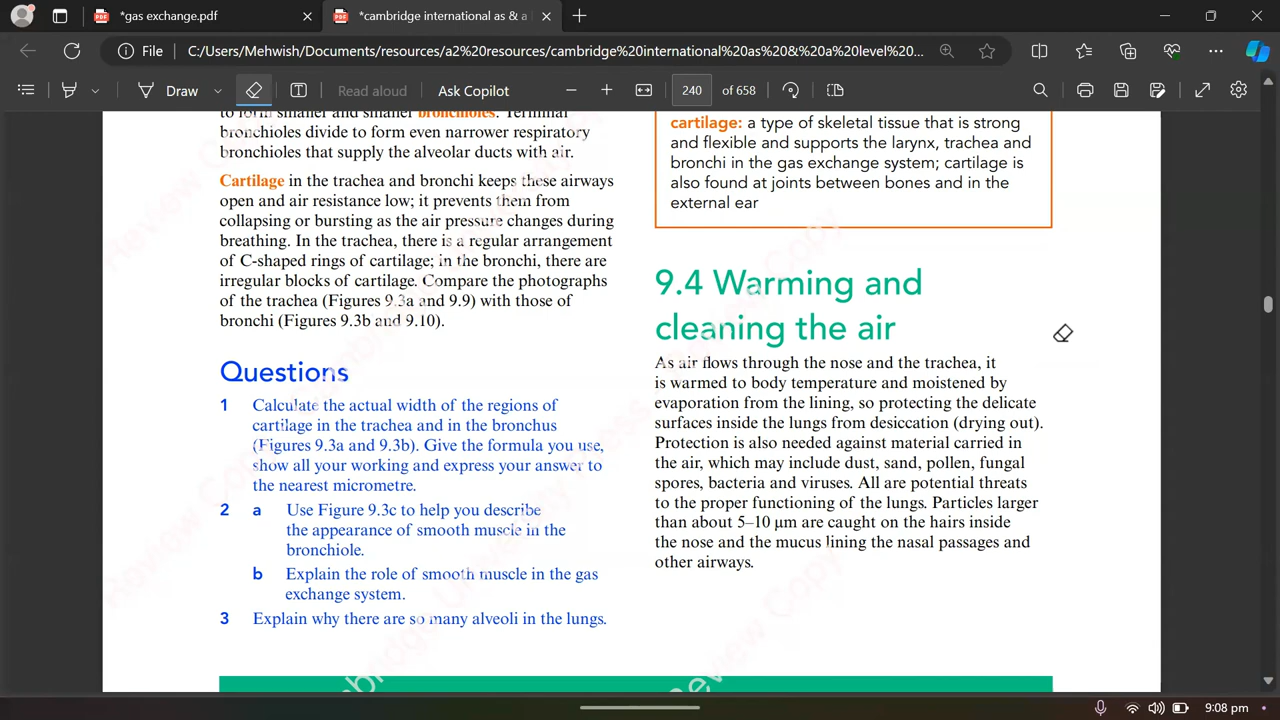 *gas exchange.pdf
*cambridge international as & a l
File
C:/Users/Mehwish/Documents/resources/a2%20resources/cambridge%20international%20as%20&%20a%20level%20...
Draw
Read aloud
Ask Copilot
240 of 658
to form smaller and smaller bronchioles. Terminal
bronchioles divide to form even narrower respiratory
bronchioles that supply the alveolar ducts with air.
Cartilage in the trachea and bronchi keeps those airways
open and air resistance low; it prevents them from
collapsing or bursting as the air pressure changes during
breathing. In the trachea, there is a regular arrangement
of C-shaped rings of cartilage; in the bronchi, there are
irregular blocks of cartilage. Compare the photographs
of the trachea (Figures 9.3a and 9.9) with those of
bronchi (Figures 9.3b and 9.10).
Questions
1 Calculate the actual width of the regions of
cartilage in the trachea and in the bronchus
(Figures 9.3a and 9.3b). Give the formula you use,
show all your working and express your answer to
the nearest micrometre.
2 a Use Figure 9.3c to help you describe
the appearance of smooth muscle in the
bronchiole.
b Explain the role of smooth muscle in the gas
exchange system.
3 Explain why there are so many alveoli in the lungs.
cartilage: a type of skeletal tissue that is strong
and flexible and supports the larynx, trachea and
bronchi in the gas exchange system; cartilage is
also found at joints between bones and in the
external ear
9.4 Warming and
cleaning the air
As air flows through the nose and the trachea, it
is warmed to body temperature and moistened by
evaporation from the lining, so protecting the delicate
surfaces inside the lungs from desiccation (drying out).
Protection is also needed against material carried in
the air, which may include dust, sand, pollen, fungal
spores, bacteria and viruses. All are potential threats
to the proper functioning of the lungs. Particles larger
than about 5–10 µm are caught on the hairs inside
the nose and the mucus lining the nasal passages and
other airways.
9:08 pm